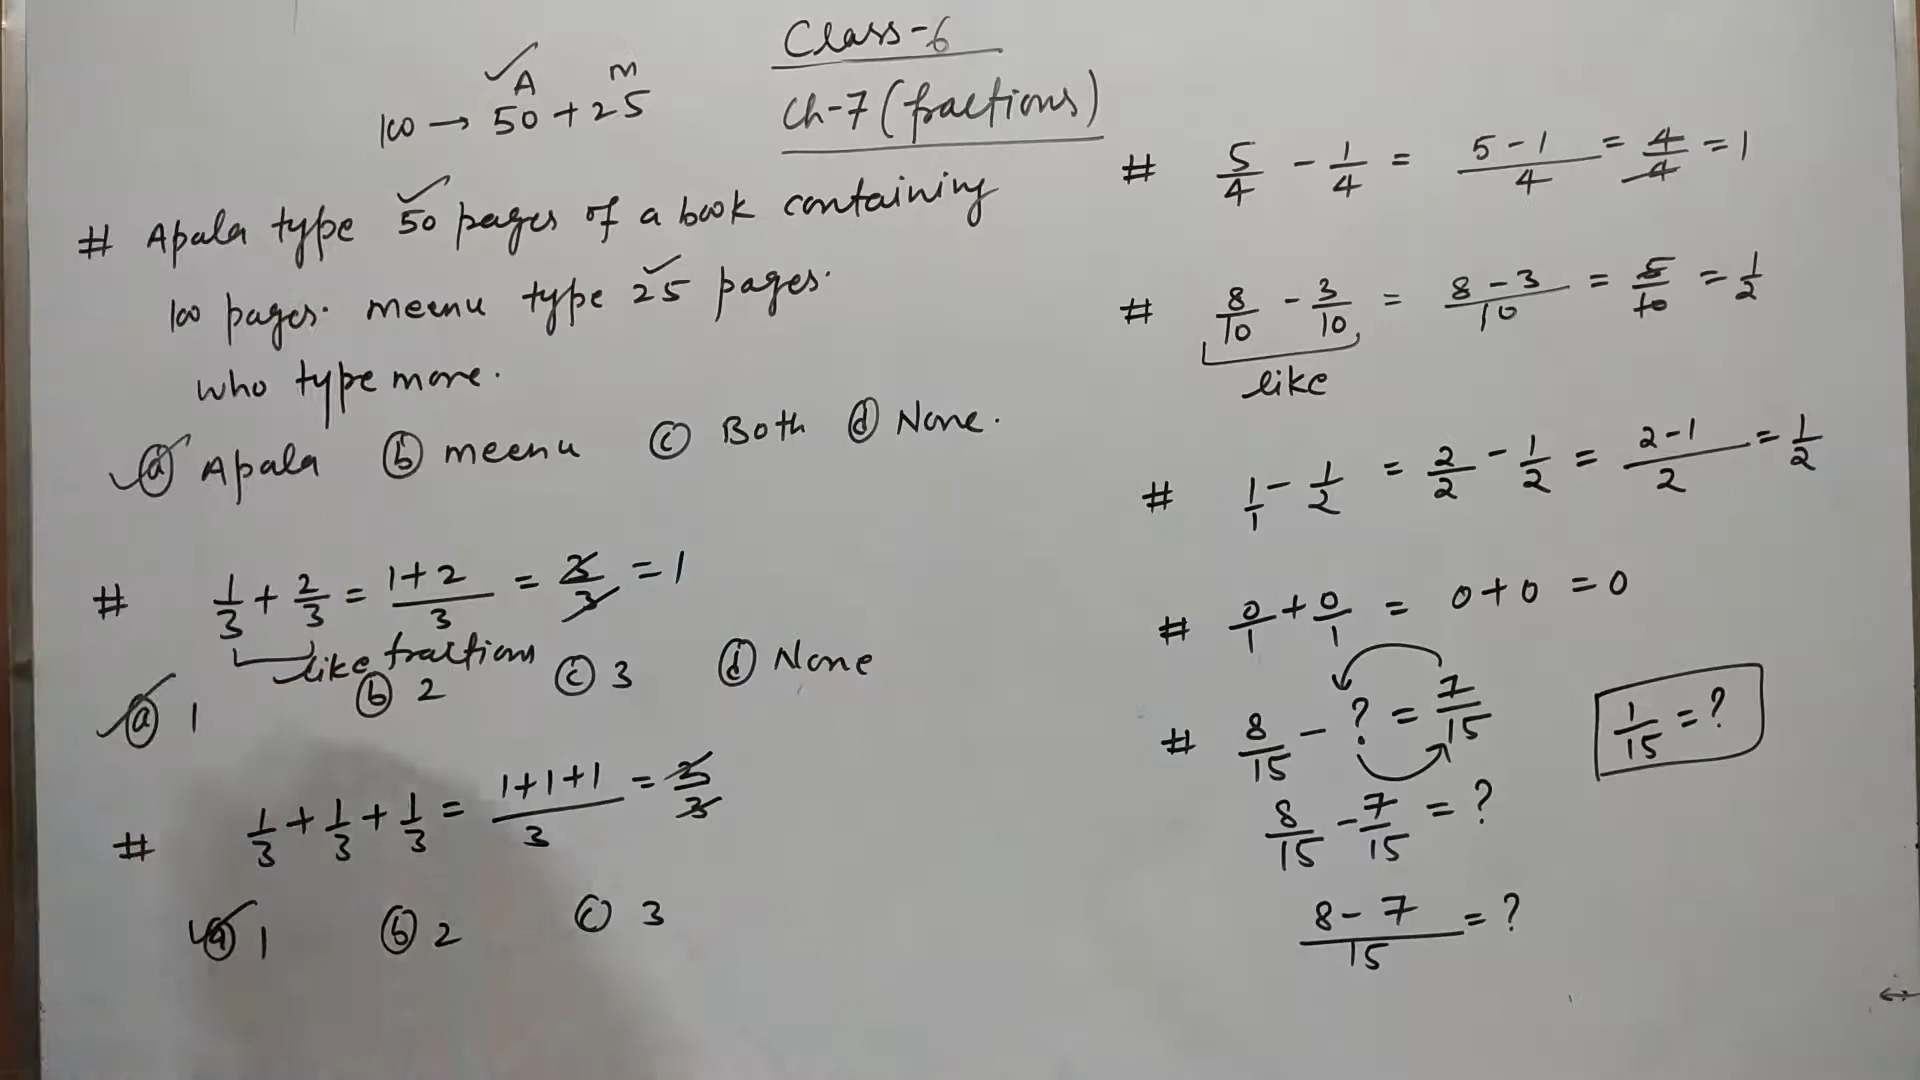 Class-6
Ch-7 (fractions)
✓A m
100 → 50 + 25
# Apala type 50 pages of a book containing
100 pages. meenu type 25 pages.
who type more.
(a) Apala (b) meenu (c) Both (d) None.
# 1/3 + 2/3 = 1+2/3 = 3/3 = 1
like fractions
(a) 1 (b) 2 (c) 3 (d) None
# 1/3 + 1/3 + 1/3 = 1+1+1/3 = 3/3
(a) 1 (b) 2 (c) 3
# 5/4 - 1/4 = 5-1/4 = 4/4 = 1
# 8/10 - 3/10 = 8-3/10 = 5/10 = 1/2
like
# 1/1 - 1/2 = 2/2 - 1/2 = 2-1/2 = 1/2
# 0/1 + 0/1 = 0+0 = 0
# 8/15 - ? = 7/15
8/15 - 7/15 = ?
8-7/15 = ?
1/15 = ?